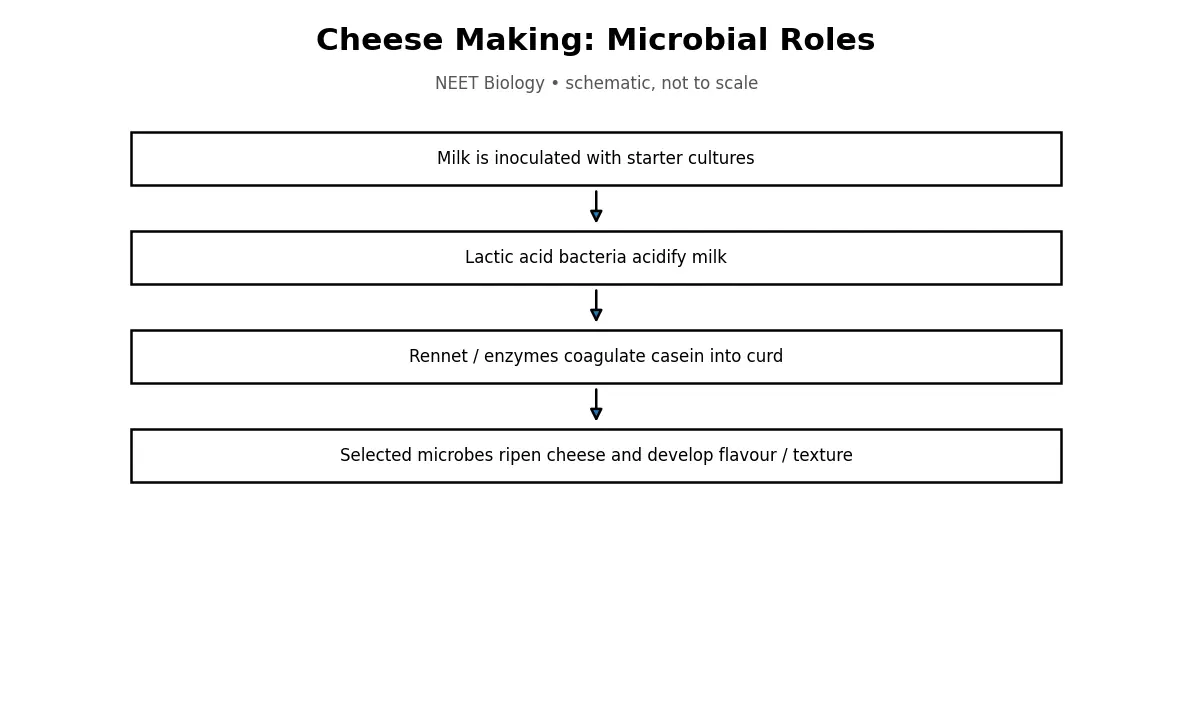 Cheese Making: Microbial Roles
NEET Biology • schematic, not to scale
Milk is inoculated with starter cultures
Lactic acid bacteria acidify milk
Rennet / enzymes coagulate casein into curd
Selected microbes ripen cheese and develop flavour / texture